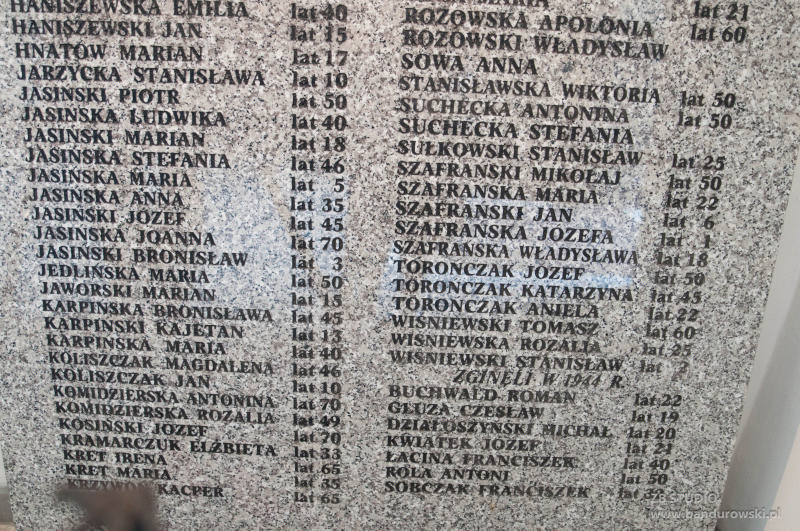 HANISZEWSKA EMILIA lat 40
HANISZEWSKI JAN lat 15
HNATÓW MARIAN lat 17
JARZYCKA STANISŁAWA lat 10
JASIŃSKI PIOTR lat 50
JASIŃSKA LUDWIKA lat 40
JASIŃSKI MARIAN lat 18
JASIŃSKA STEFANIA lat 46
JASIŃSKA MARIA lat 5
JASIŃSKA ANNA lat 35
JASIŃSKI JÓZEF lat 45
JASIŃSKA JOANNA lat 70
JASIŃSKI BRONISŁAW lat 3
JEDLIŃSKA MARIA lat 50
JAWORSKI MARIAN lat 15
KARPIŃSKA BRONISŁAWA lat 45
KARPIŃSKI KAJETAN lat 13
KARPIŃSKA MARIA lat 40
KOLISZCZAK MAGDALENA lat 46
KOLISZCZAK JAN lat 10
KOMIDZIERSKA ANTONINA lat 70
KOMIDZIERSKA ROZALIA lat 49
KOSIŃSKI JÓZEF lat 70
KRAMARCZUK ELŻBIETA lat 33
KRĘT IRENA lat 65
KRĘT MARIA lat 35
KACPER lat 65
lat 21
ROZOWSKA APOLONIA lat 60
ROZOWSKI WŁADYSŁAW
SOWA ANNA
STANISŁAWSKA WIKTORIA lat 50
SUCHECKA ANTONINA lat 50
SUCHECKA STEFANIA
SUŁKOWSKI STANISŁAW lat 25
SZAFRAŃSKI MIKOŁAJ lat 50
SZAFRAŃSKA MARIA lat 22
SZAFRAŃSKI JAN lat 6
SZAFRAŃSKA JÓZEFA lat 1
SZAFRAŃSKA WŁADYSŁAWA lat 18
TOROŃCZAK JÓZEF lat 50
TOROŃCZAK KATARZYNA lat 45
TOROŃCZAK ANIELA lat 22
WIŚNIEWSKI TOMASZ lat 60
WIŚNIEWSKA ROZALIA lat 25
WIŚNIEWSKI STANISŁAW lat
ZGINĘLI W 1944 R.
BUCHWALD ROMAN lat 22
GŁUZA CZESŁAW lat 19
DZIAŁOSZYŃSKI MICHAŁ lat 20
KWIATEK JÓZEF lat 21
ŁACINA FRANCISZEK lat 40
ROLA ANTONI lat 50
SOBCZAK FRANCISZEK lat
STUDIO
www.bandurowski.pl